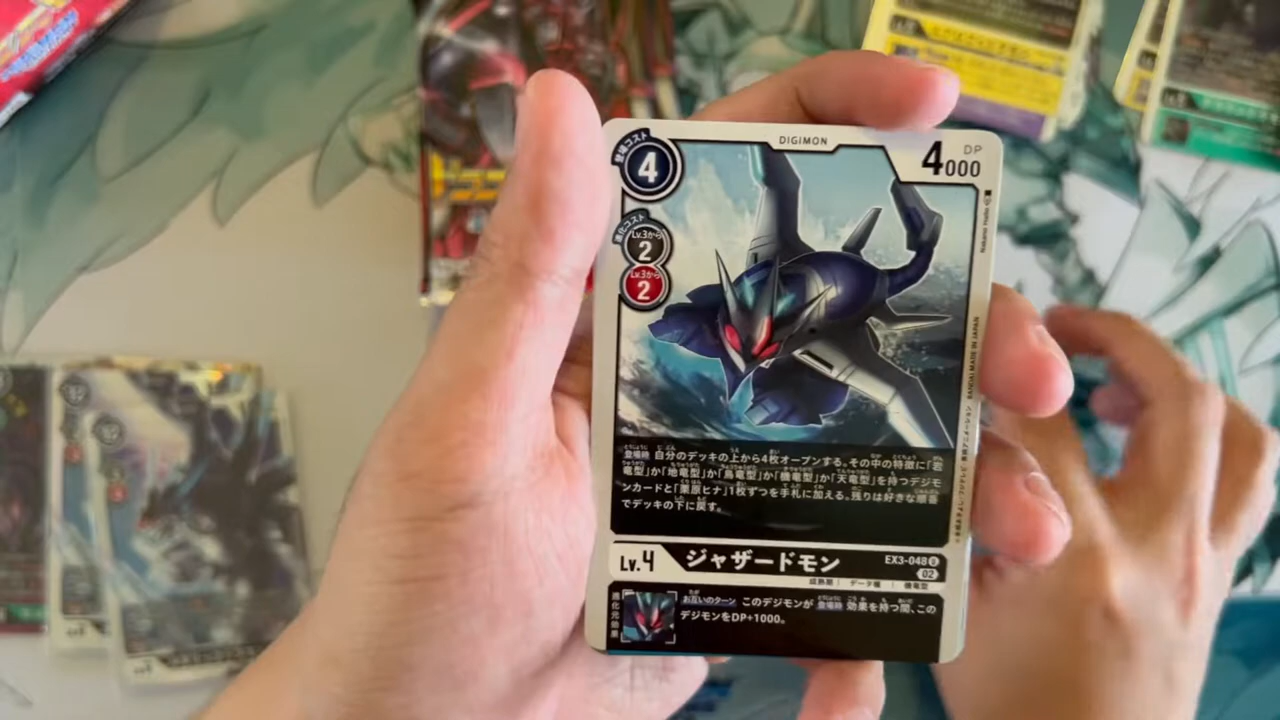 DIGIMON
登場コスト
4
DP
4000
進化コスト
Lv.3から
2
Lv.3から
2
BANDAI MADE IN JAPAN
登場時 自分のデッキの上から4枚オープンする。その中の特徴に「岩
竜型」か「地竜型」か「鳥竜型」か「機竜型」か「天竜型」を持つデジモ
ンカードと「栗原ヒナ」1枚ずつを手札に加える。残りは好きな順番
でデッキの下に戻す。
Lv.4
ジャザードモン
EX3-048 U
02
成熟期 | データ種 | 機竜型
進化元効果
お互いのターン このデジモンが 登場時 効果を持つ間、この
デジモンをDP+1000。